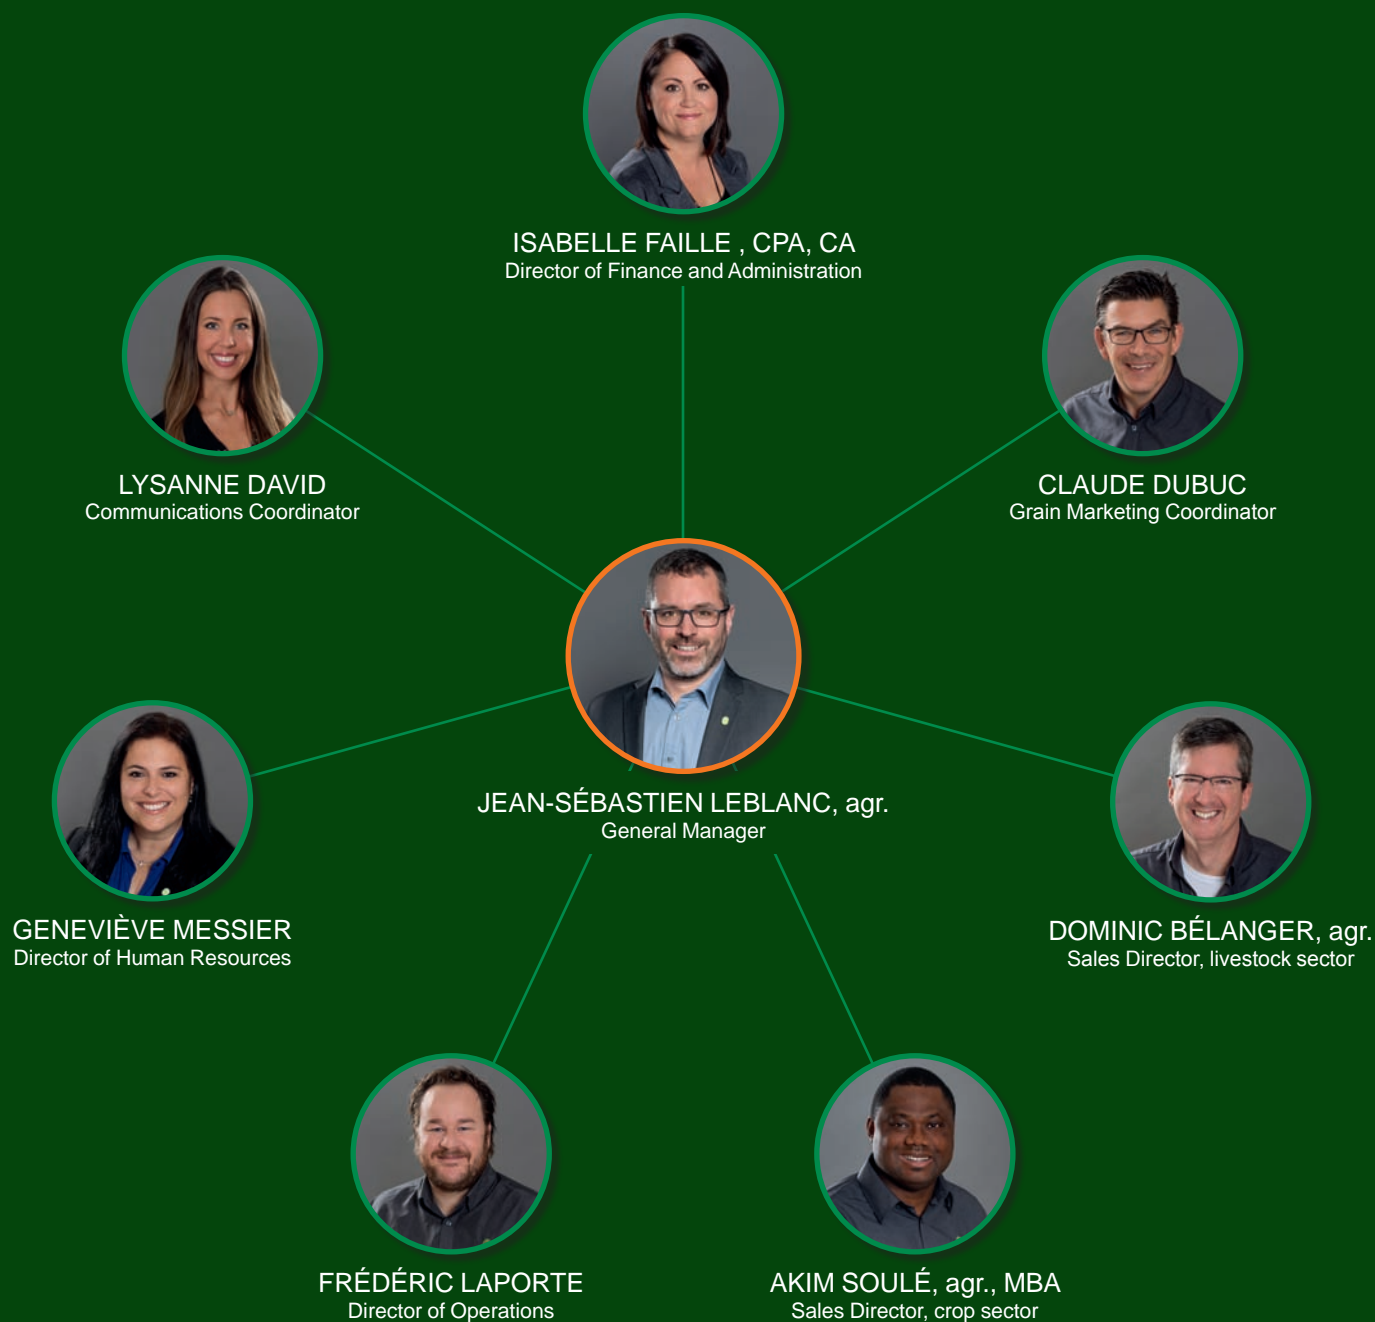 ISABELLE FAILLE , CPA, CA
Director of Finance and Administration
LYSANNE DAVID
Communications Coordinator
CLAUDE DUBUC
Grain Marketing Coordinator
JEAN-SÉBASTIEN LEBLANC, agr.
General Manager
GENEVIÈVE MESSIER
Director of Human Resources
DOMINIC BÉLANGER, agr.
Sales Director, livestock sector
FRÉDÉRIC LAPORTE
Director of Operations
AKIM SOULÉ, agr., MBA
Sales Director, crop sector